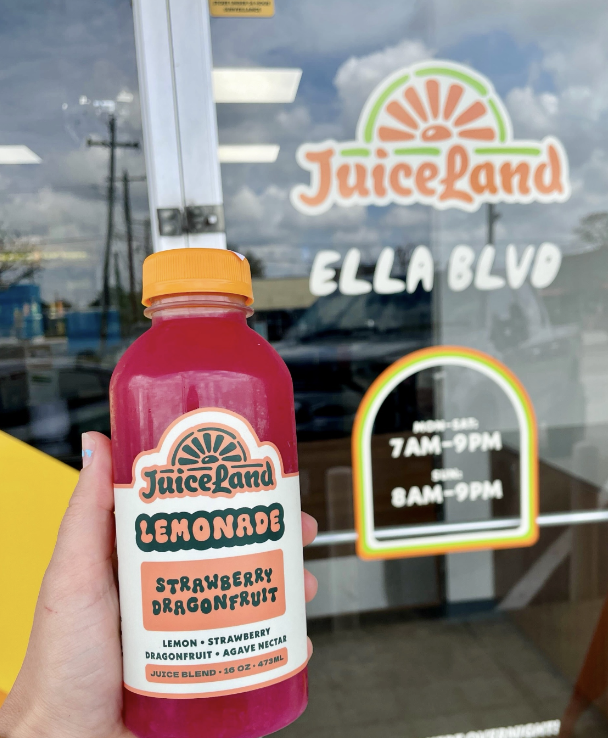 JuiceLand
ELLA BLVD
MON-SAT:
7AM-9PM
SUN:
8AM-9PM
JuiceLand
LEMONADE
STRAWBERRY
DRAGONFRUIT
LEMON • STRAWBERRY
DRAGONFRUIT • AGAVE NECTAR
JUICE BLEND • 16 OZ • 473ML